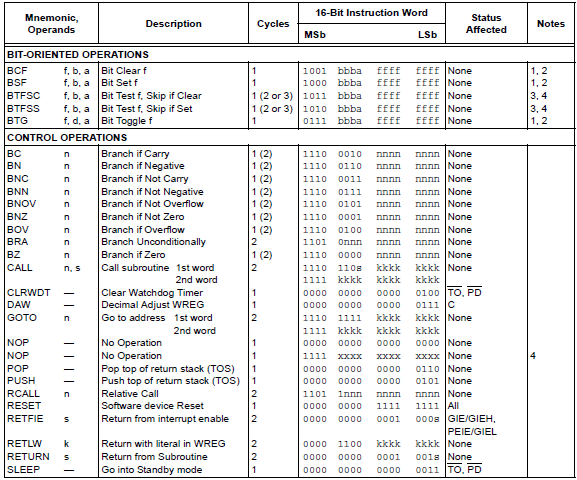 Mnemonic, Operands Description Cycles 16-Bit Instruction Word MSb LSb Status Affected Notes
BIT-ORIENTED OPERATIONS
BCF f, b, a Bit Clear f 1 1001 bbba ffff ffff None 1, 2
BSF f, b, a Bit Set f 1 1000 bbba ffff ffff None 1, 2
BTFSC f, b, a Bit Test f, Skip if Clear 1 (2 or 3) 1011 bbba ffff ffff None 3, 4
BTFSS f, b, a Bit Test f, Skip if Set 1 (2 or 3) 1010 bbba ffff ffff None 3, 4
BTG f, d, a Bit Toggle f 1 0111 bbba ffff ffff None 1, 2
CONTROL OPERATIONS
BC n Branch if Carry 1 (2) 1110 0010 nnnn nnnn None
BN n Branch if Negative 1 (2) 1110 0110 nnnn nnnn None
BNC n Branch if Not Carry 1 (2) 1110 0011 nnnn nnnn None
BNN n Branch if Not Negative 1 (2) 1110 0111 nnnn nnnn None
BNOV n Branch if Not Overflow 1 (2) 1110 0101 nnnn nnnn None
BNZ n Branch if Not Zero 1 (2) 1110 0001 nnnn nnnn None
BOV n Branch if Overflow 1 (2) 1110 0100 nnnn nnnn None
BRA n Branch Unconditionally 2 1101 0nnn nnnn nnnn None
BZ n Branch if Zero 1 (2) 1110 0000 nnnn nnnn None
CALL n, s Call subroutine 1st word 2 1110 110s kkkk kkkk None
2nd word 1111 kkkk kkkk kkkk
CLRWDT — Clear Watchdog Timer 1 0000 0000 0000 0100 TO, PD
DAW — Decimal Adjust WREG 1 0000 0000 0000 0111 C
GOTO n Go to address 1st word 2 1110 1111 kkkk kkkk None
2nd word 1111 kkkk kkkk kkkk
NOP — No Operation 1 0000 0000 0000 0000 None
NOP — No Operation 1 1111 xxxx xxxx xxxx None 4
POP — Pop top of return stack (TOS) 1 0000 0000 0000 0110 None
PUSH — Push top of return stack (TOS) 1 0000 0000 0000 0101 None
RCALL n Relative Call 2 1101 1nnn nnnn nnnn None
RESET Software device Reset 1 0000 0000 1111 1111 All
RETFIE s Return from interrupt enable 2 0000 0000 0001 000s GIE/GIEH,
PEIE/GIEL
RETLW k Return with literal in WREG 2 0000 1100 kkkk kkkk None
RETURN s Return from Subroutine 2 0000 0000 0001 001s None
SLEEP — Go into Standby mode 1 0000 0000 0000 0011 TO, PD